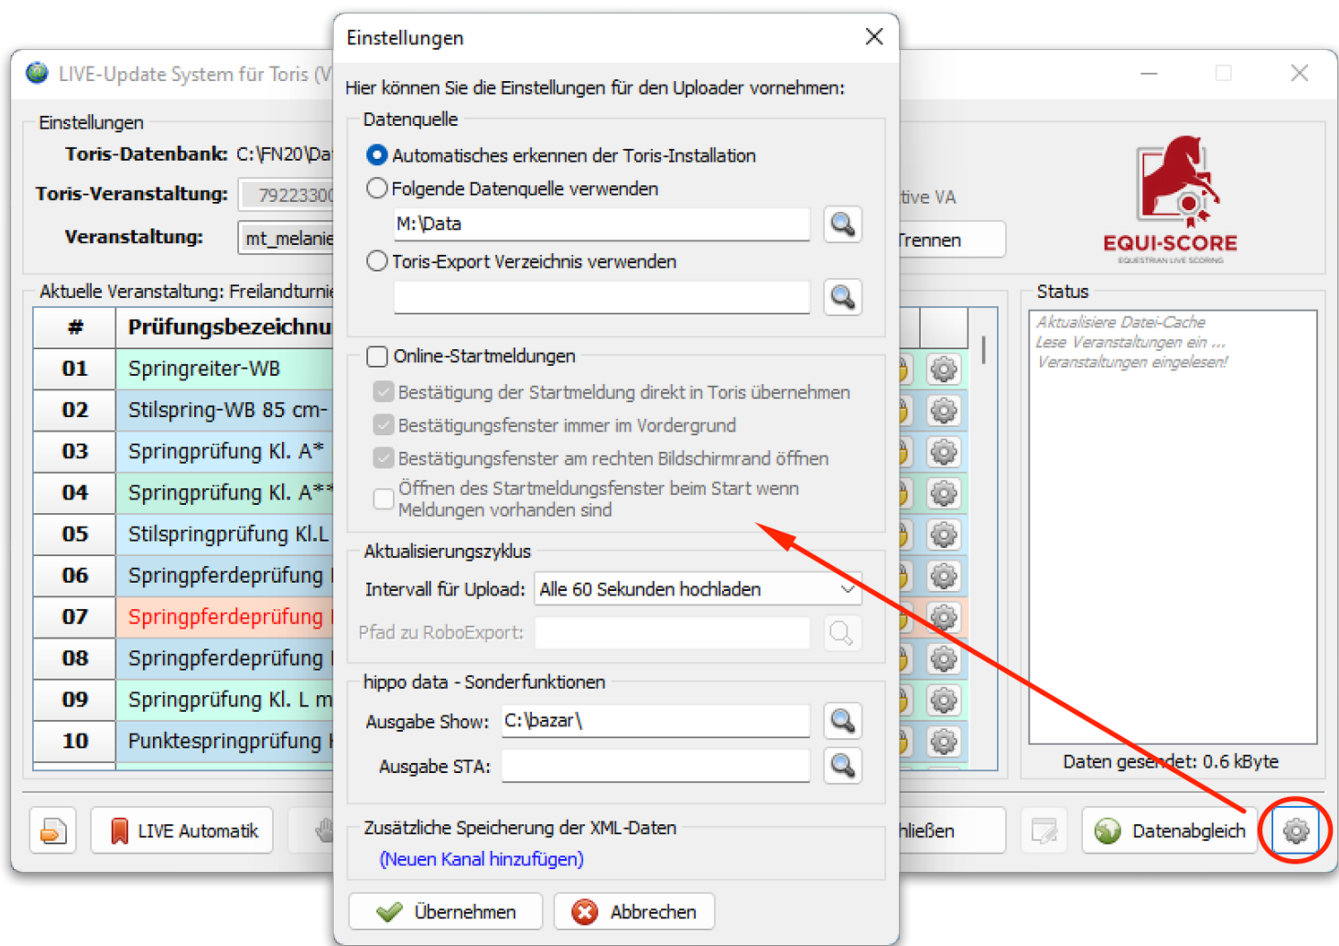 Einstellungen
Hier können Sie die Einstellungen für den Uploader vornehmen:
Datenquelle
Automatisches erkennen der Toris-Installation
Folgende Datenquelle verwenden
M:\Data
Toris-Export Verzeichnis verwenden
Online-Startmeldungen
Bestätigung der Startmeldung direkt in Toris übernehmen
Bestätigungsfenster immer im Vordergrund
Bestätigungsfenster am rechten Bildschirmrand öffnen
Öffnen des Startmeldungsfenster beim Start wenn
Meldungen vorhanden sind
Aktualisierungszyklus
Intervall für Upload: Alle 60 Sekunden hochladen
Pfad zu RoboExport:
hippo data - Sonderfunktionen
Ausgabe Show: C:\bazar\
Ausgabe STA:
Zusätzliche Speicherung der XML-Daten
(Neuen Kanal hinzufügen)
Übernehmen Abbrechen
LIVE-Update System für Toris (V
Einstellungen
Toris-Datenbank: C:\FN20\Da
Toris-Veranstaltung: 79223300
Veranstaltung: mt_melanie
tive VA
Trennen
EQUI-SCORE
EQUESTRIAN LIVE SCORING
Aktuelle Veranstaltung: Freilandturnie
# Prüfungsbezeichnu
01 Springreiter-WB
02 Stilspring-WB 85 cm-
03 Springprüfung Kl. A*
04 Springprüfung Kl. A**
05 Stilspringprüfung Kl.L
06 Springpferdeprüfung
07 Springpferdeprüfung
08 Springpferdeprüfung
09 Springprüfung Kl. L m
10 Punktespringprüfung
Status
Aktualisiere Datei-Cache
Lese Veranstaltungen ein ...
Veranstaltungen eingelesen!
Daten gesendet: 0.6 kByte
LIVE Automatik
hließen
Datenabgleich